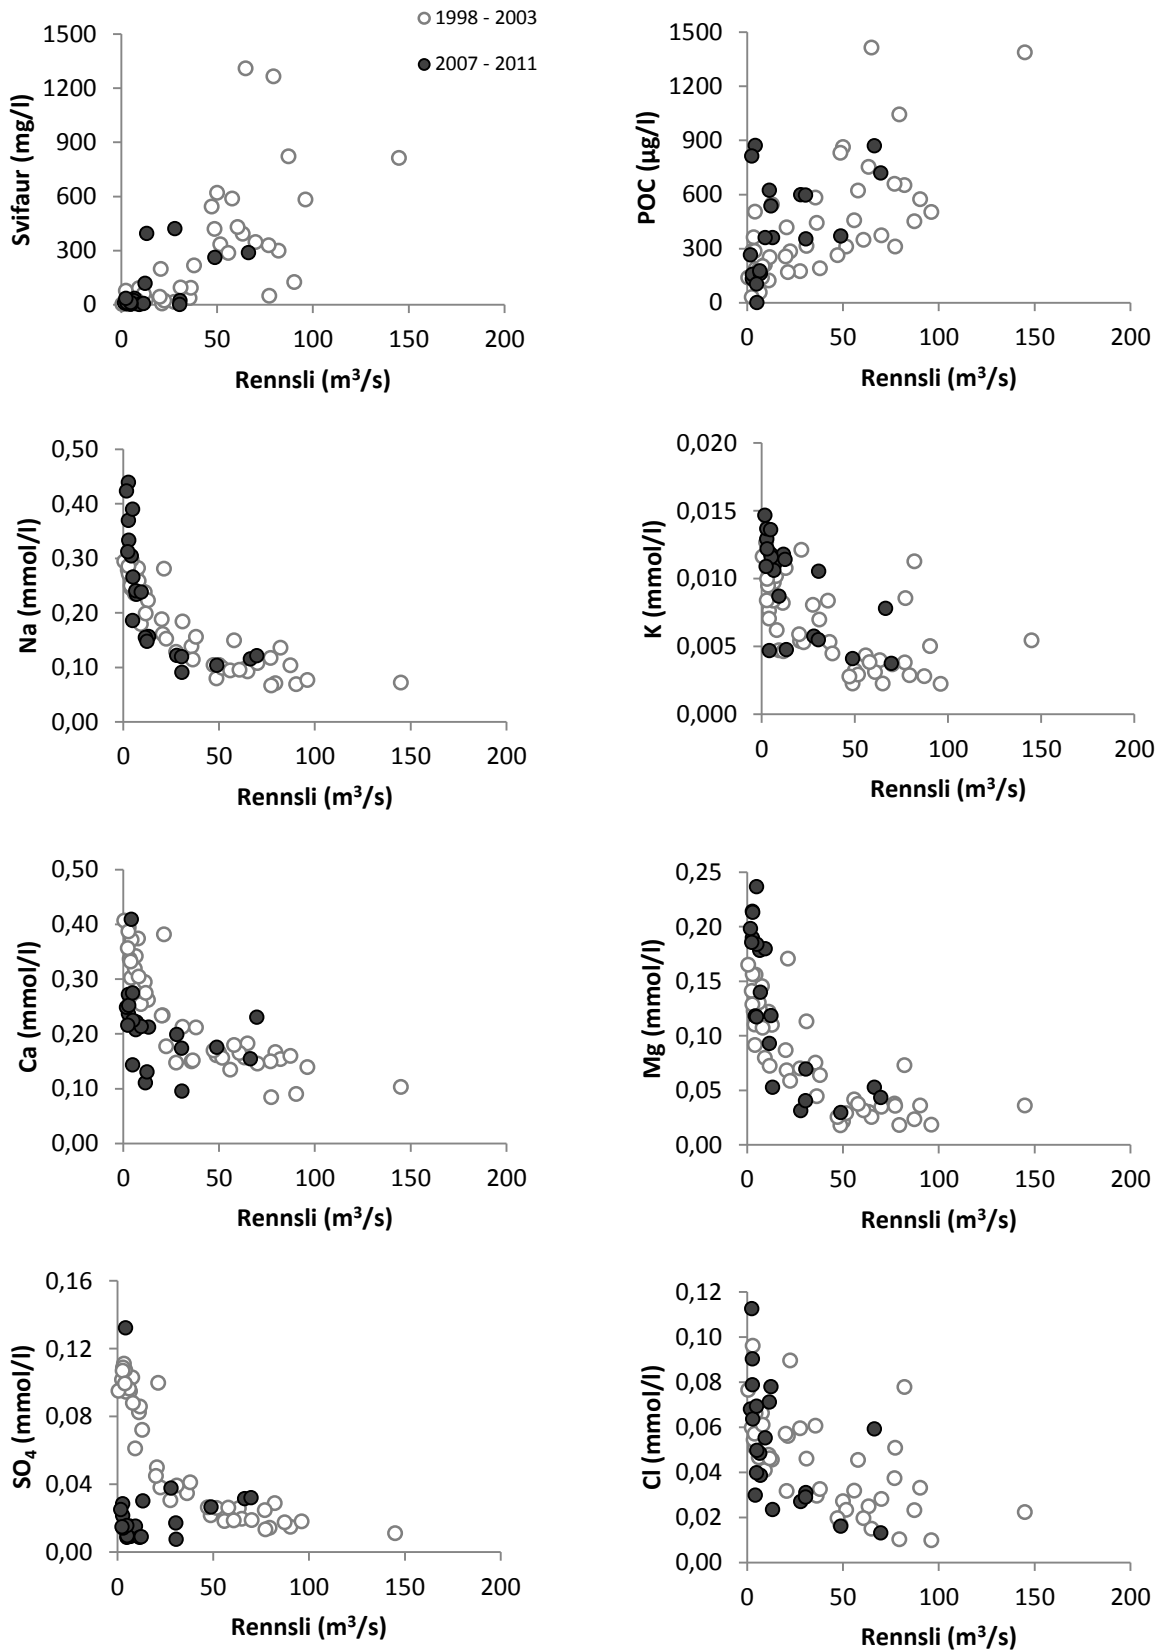 1998 - 2003
2007 - 2011
Svifaur (mg/l)
1500
1200
900
600
300
0
0 50 100 150 200
Rennsli (m³/s)
POC (µg/l)
1500
1200
900
600
300
0
0 50 100 150 200
Rennsli (m³/s)
Na (mmol/l)
0,50
0,40
0,30
0,20
0,10
0,00
0 50 100 150 200
Rennsli (m³/s)
K (mmol/l)
0,020
0,015
0,010
0,005
0,000
0 50 100 150 200
Rennsli (m³/s)
Ca (mmol/l)
0,50
0,40
0,30
0,20
0,10
0,00
0 50 100 150 200
Rennsli (m³/s)
Mg (mmol/l)
0,25
0,20
0,15
0,10
0,05
0,00
0 50 100 150 200
Rennsli (m³/s)
SO₄ (mmol/l)
0,16
0,12
0,08
0,04
0,00
0 50 100 150 200
Rennsli (m³/s)
Cl (mmol/l)
0,12
0,10
0,08
0,06
0,04
0,02
0,00
0 50 100 150 200
Rennsli (m³/s)